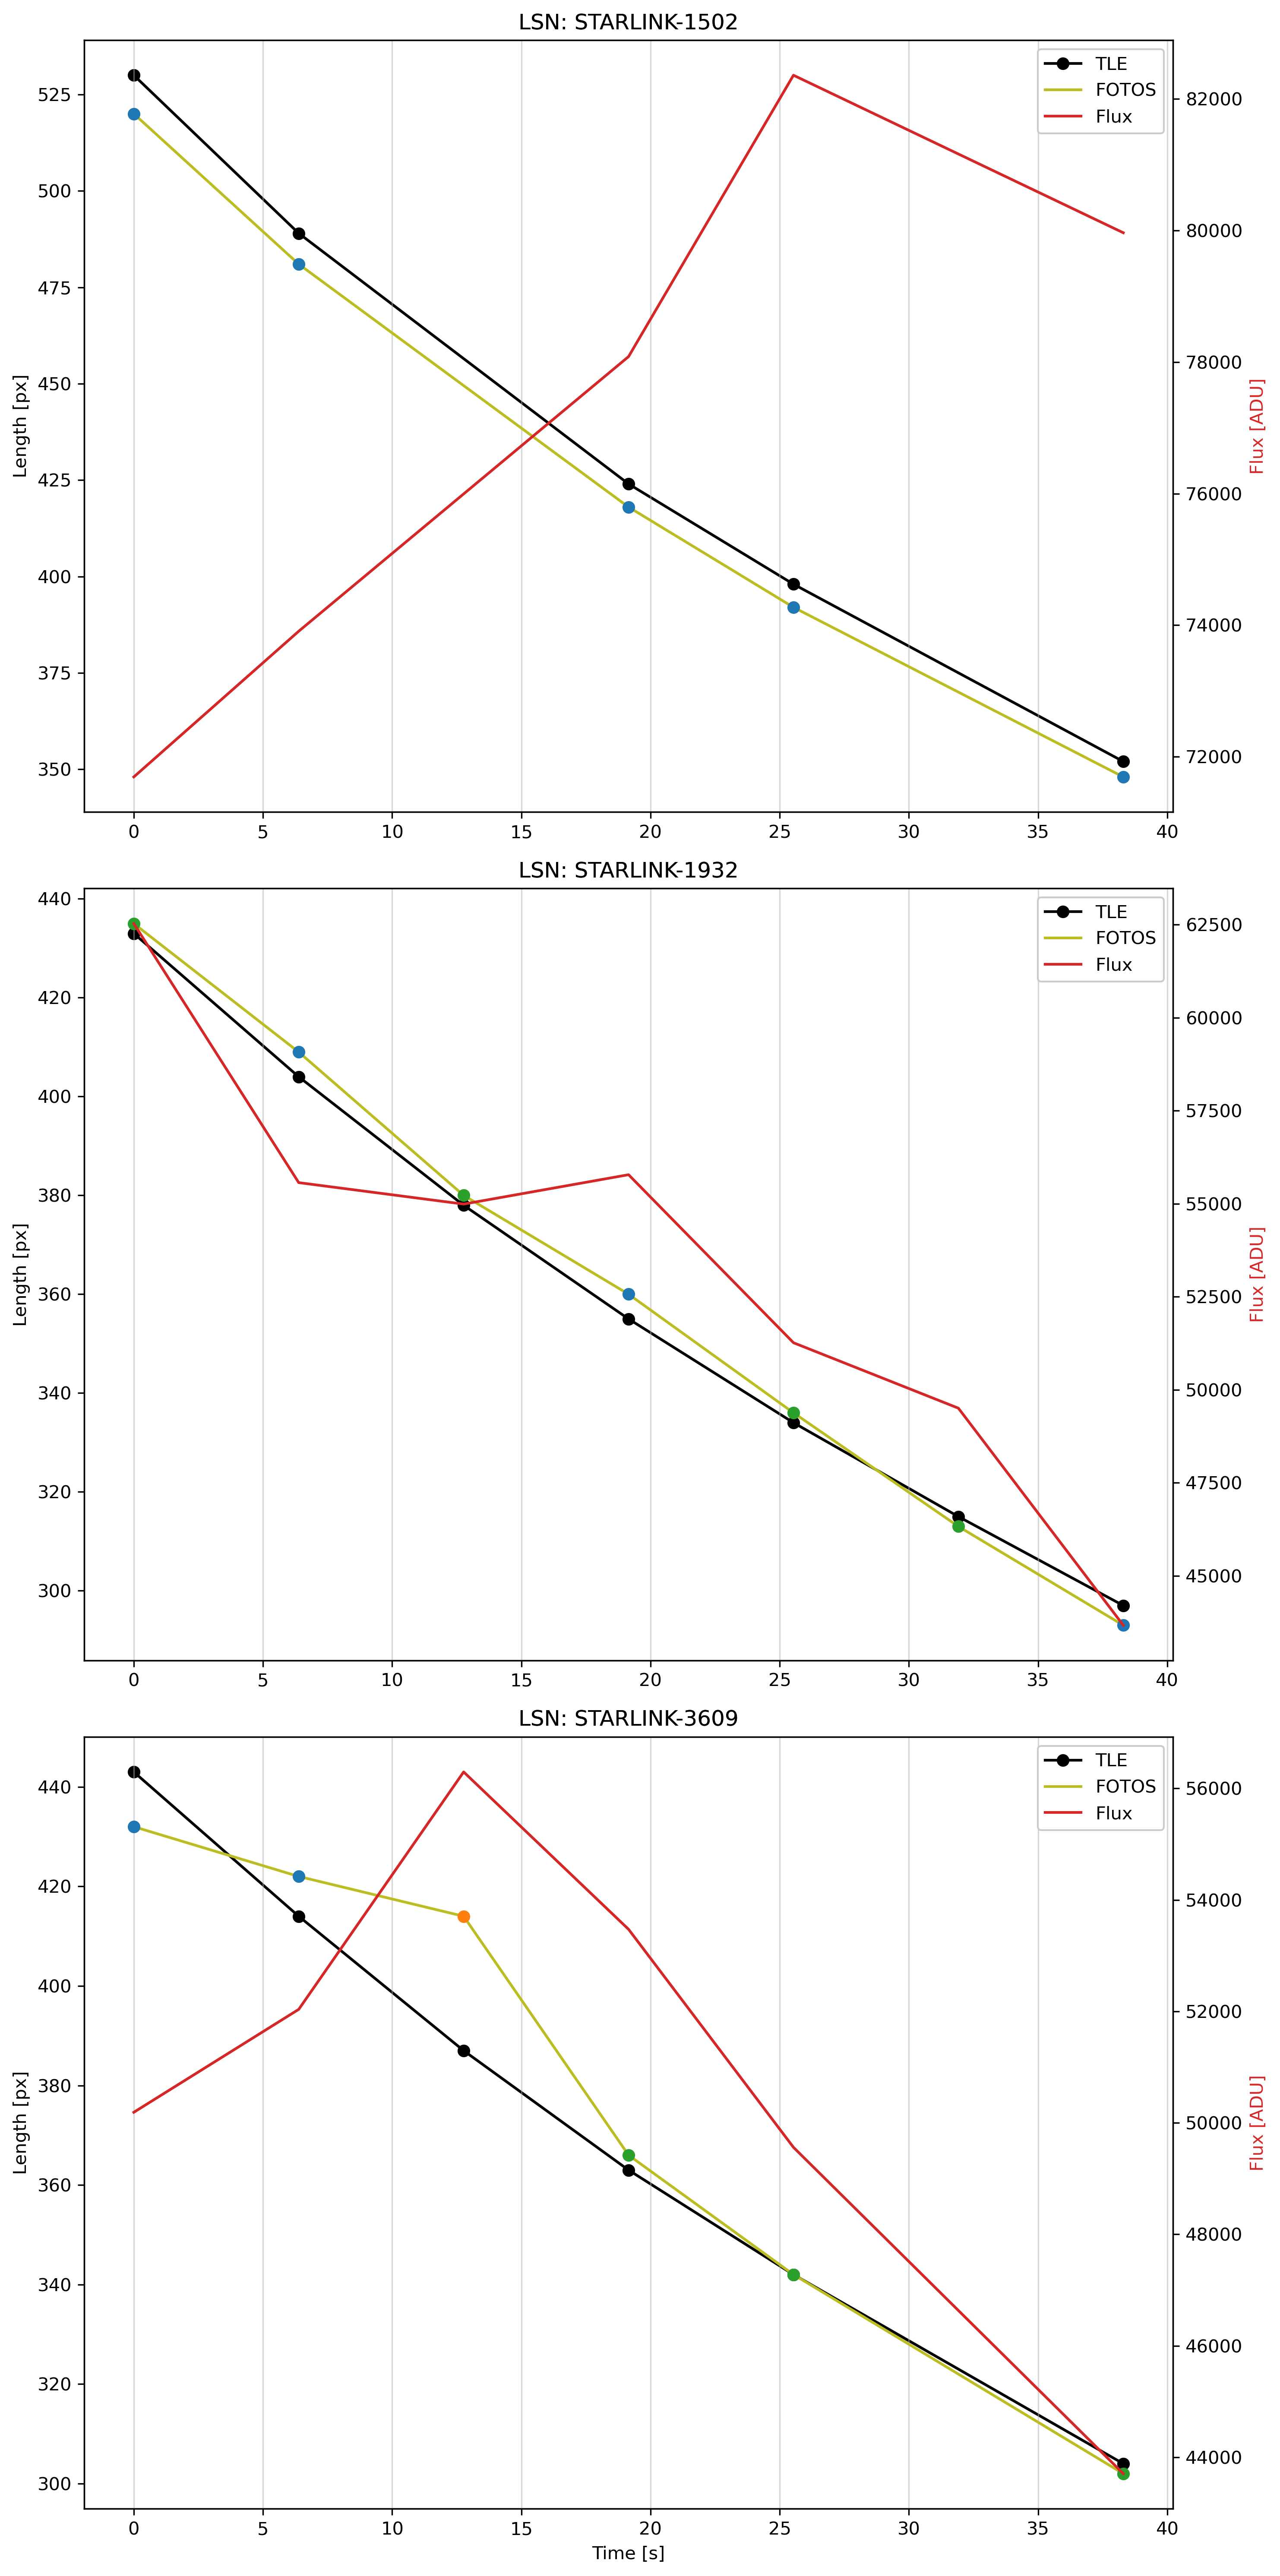 LSN: STARLINK-1502
TLE
FOTOS
Flux
525
500
475
450
425
400
375
350
Length [px]
82000
80000
78000
76000
74000
72000
Flux [ADU]
0 5 10 15 20 25 30 35 40
LSN: STARLINK-1932
TLE
FOTOS
Flux
440
420
400
380
360
340
320
300
Length [px]
62500
60000
57500
55000
52500
50000
47500
45000
Flux [ADU]
0 5 10 15 20 25 30 35 40
LSN: STARLINK-3609
TLE
FOTOS
Flux
440
420
400
380
360
340
320
300
Length [px]
56000
54000
52000
50000
48000
46000
44000
Flux [ADU]
0 5 10 15 20 25 30 35 40
Time [s]